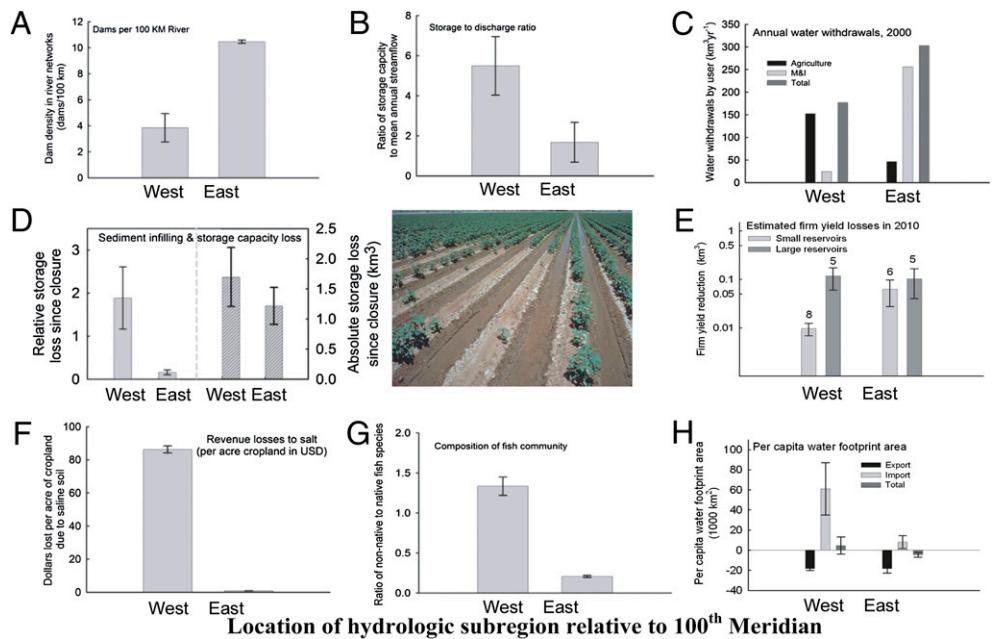 A
Dams per 100 KM River
Dam density in river networks
(dams/100 km)
12
10
8
6
4
2
0
West East
B
Storage to discharge ratio
Ratio of storage capcity
to mean annual streamflow
8
6
4
2
0
West East
C
Annual water withdrawals, 2000
Agriculture
M&I
Total
Water withdrawals by user (km³yr⁻¹)
350
300
250
200
150
100
50
0
West East
D
Sediment infilling & storage capacity loss
Relative storage
loss since closure
3
2
1
0
West East West East
2.5
2.0
1.5
1.0
0.5
0.0
Absolute storage loss
since closure (km3)
E
Estimated firm yield losses in 2010
Small reservoirs
Large reservoirs
Firm yield reduction (km³)
1
0.1
0.05
0.01
8
5
6
5
West East
F
Revenue losses to salt
(per acre cropland in USD)
Dollars lost per acre of cropland
due to saline soil
100
80
60
40
20
0
West East
G
Composition of fish community
Ratio of non-native to native fish species
2.0
1.5
1.0
0.5
0.0
West East
H
Per capita water footprint area
Export
Import
Total
Per capita water footprint area
(1000 km²)
100
80
60
40
20
0
-20
-40
West East
Location of hydrologic subregion relative to 100th Meridian